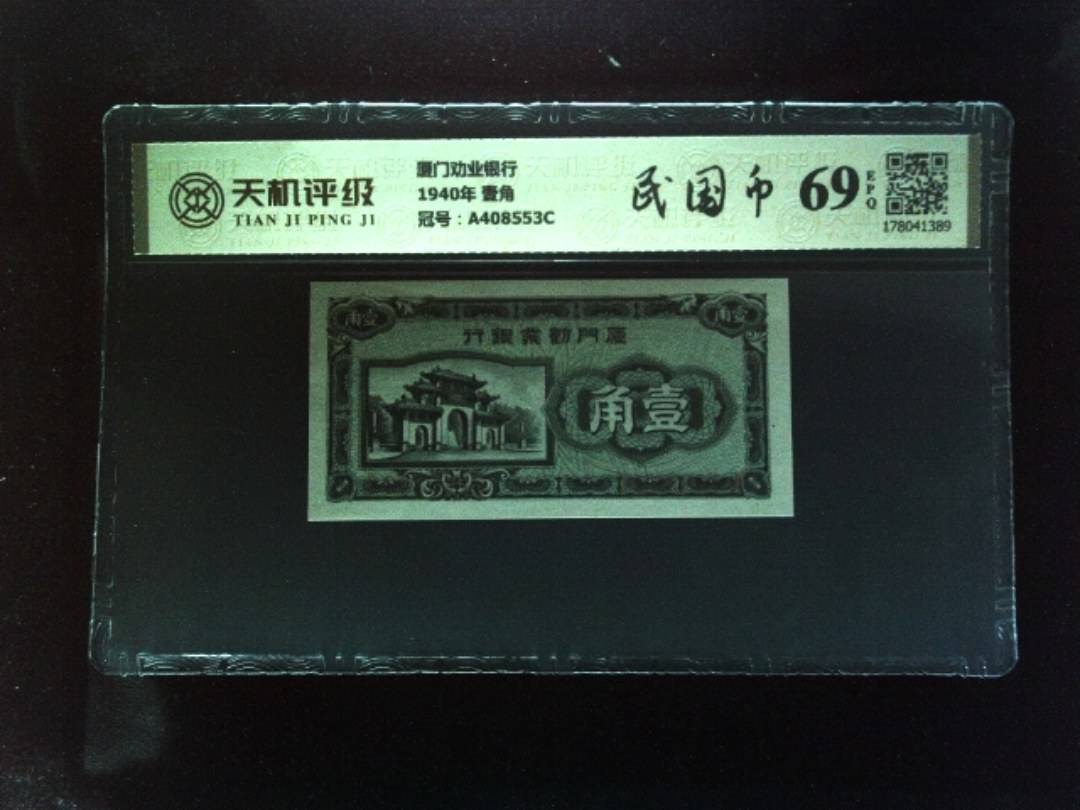 天机评级
TIAN JI PING JI
厦门劝业银行
1940年 壹角
冠号：A408553C
民国币
69
EPQ
178041389
角壹
角壹
行銀業勸門厦
角壹